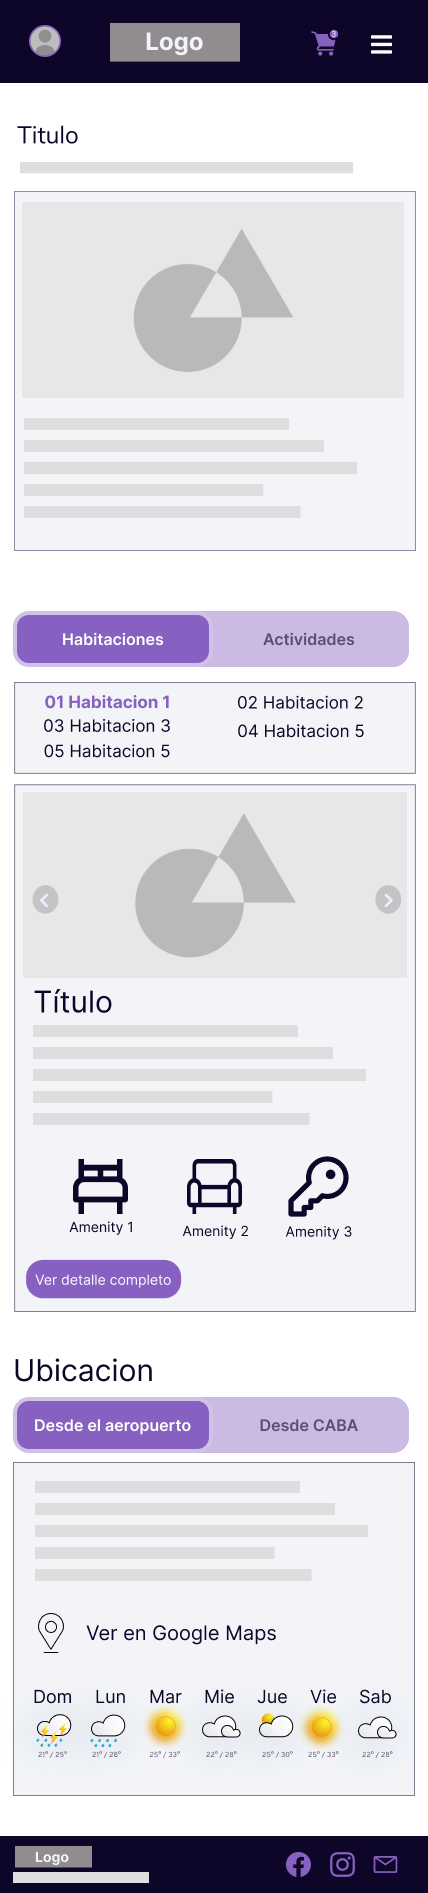 Logo
3
Titulo
Habitaciones Actividades
01 Habitacion 1 02 Habitacion 2
03 Habitacion 3 04 Habitacion 5
05 Habitacion 5
Título
Amenity 1 Amenity 2 Amenity 3
Ver detalle completo
Ubicacion
Desde el aeropuerto Desde CABA
Ver en Google Maps
Dom Lun Mar Mie Jue Vie Sab
21° / 25° 21° / 28° 25° / 33° 22° / 28° 25° / 30° 25° / 33° 22° / 28°
Logo